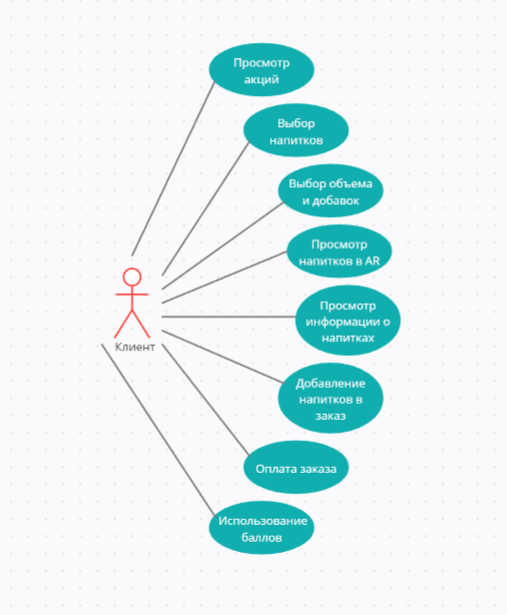 Просмотр
акций
Выбор
напитков
Выбор объема
и добавок
Просмотр
напитков в AR
Просмотр
информации о
напитках
Клиент
Добавление
напитков в
заказ
Оплата заказа
Использование
баллов